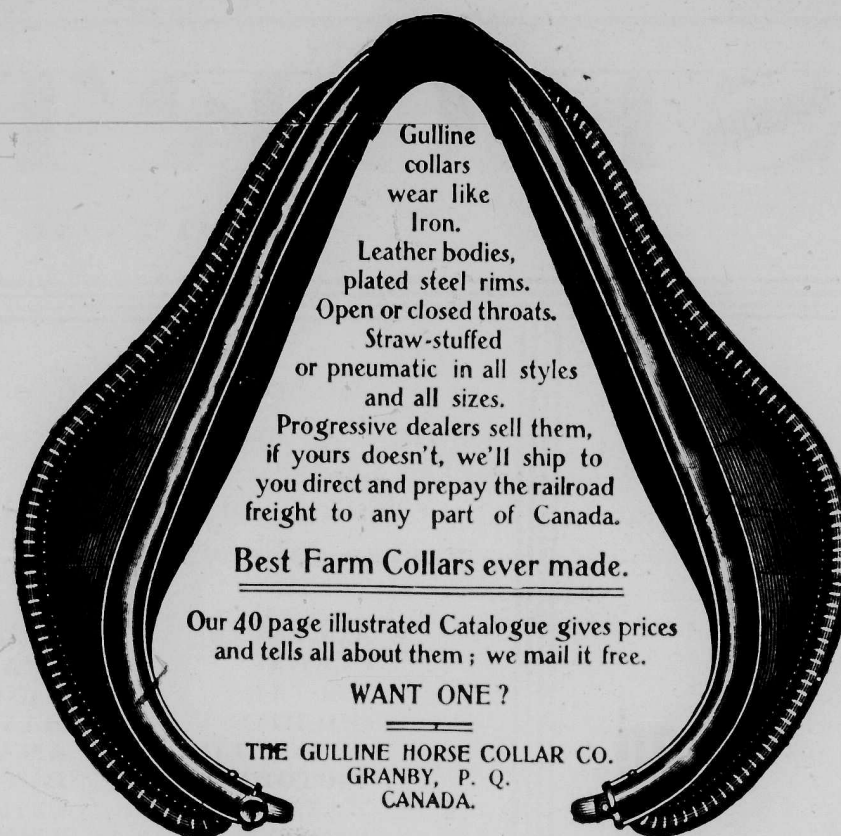 Gulline
collars
wear like
Iron.
Leather bodies,
plated steel rims.
Open or closed throats.
Straw-stuffed
or pneumatic in all styles
and all sizes.
Progressive dealers sell them,
if yours doesn't, we'll ship to
you direct and prepay the railroad
freight to any part of Canada.
Best Farm Collars ever made.
Our 40 page illustrated Catalogue gives prices
and tells all about them ; we mail it free.
WANT ONE ?
THE GULLINE HORSE COLLAR CO.
GRANBY, P. Q.
CANADA.